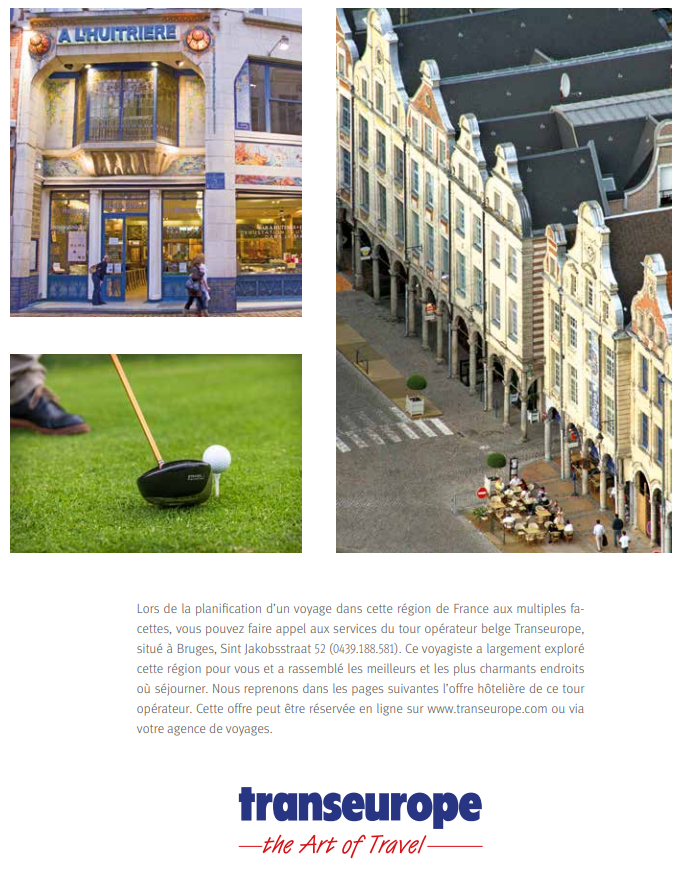 A L'HUITRIERE
Lors de la planification d'un voyage dans cette région de France aux multiples fa-
cettes, vous pouvez faire appel aux services du tour opérateur belge Transeurope,
situé à Bruges, Sint Jakobsstraat 52 (0439.188.581). Ce voyagiste a largement exploré
cette région pour vous et a rassemblé les meilleurs et les plus charmants endroits
où séjourner. Nous reprenons dans les pages suivantes l'offre hôtelière de ce tour
opérateur. Cette offre peut être réservée en ligne sur www.transeurope.com ou via
votre agence de voyages.
transeurope
the Art of Travel